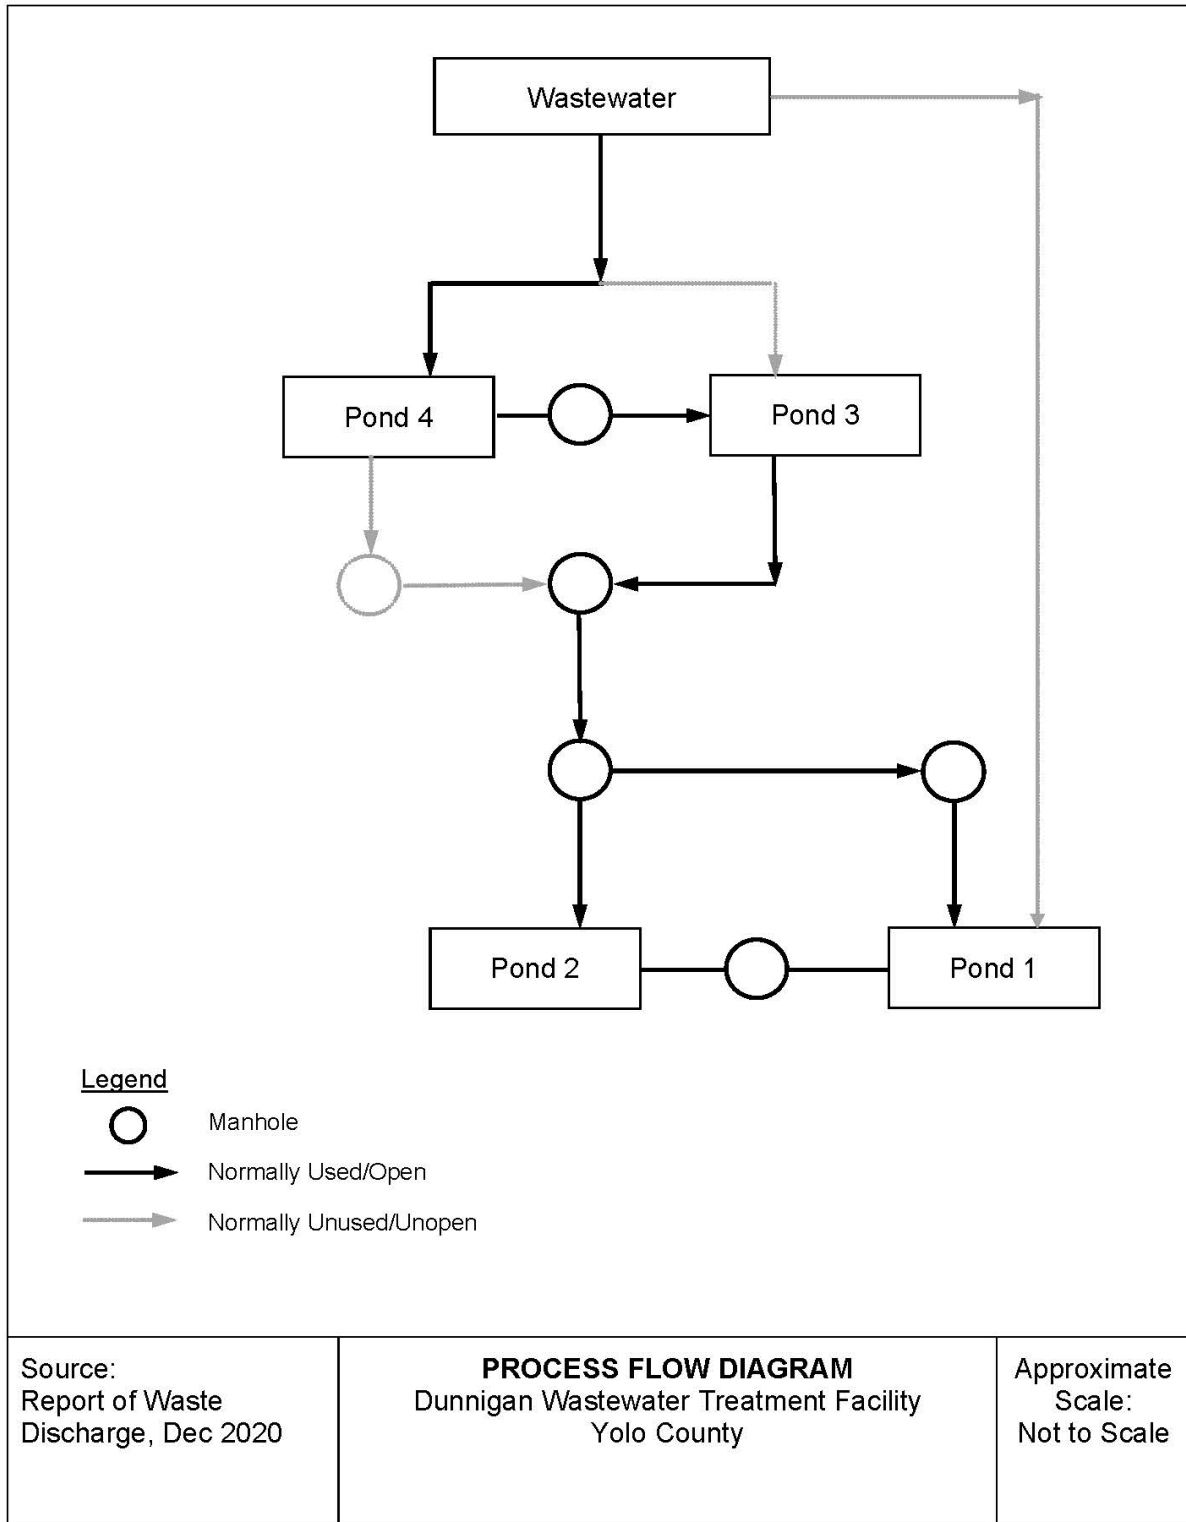 Wastewater
Pond 4
Pond 3
Pond 2
Pond 1
Legend
Manhole
Normally Used/Open
Normally Unused/Unopen
Source:
Report of Waste
Discharge, Dec 2020
PROCESS FLOW DIAGRAM
Dunnigan Wastewater Treatment Facility
Yolo County
Approximate
Scale:
Not to Scale